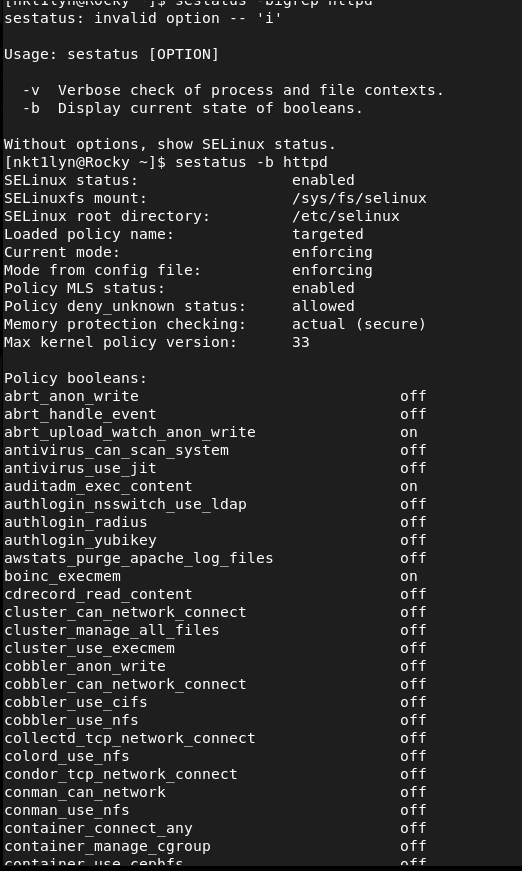 [nkt1lyn@Rocky ~]$ sestatus -bigrep httpd
sestatus: invalid option -- 'i'
Usage: sestatus [OPTION]
-v  Verbose check of process and file contexts.
-b  Display current state of booleans.
Without options, show SELinux status.
[nkt1lyn@Rocky ~]$ sestatus -b httpd
SELinux status:                 enabled
SELinuxfs mount:                /sys/fs/selinux
SELinux root directory:         /etc/selinux
Loaded policy name:             targeted
Current mode:                   enforcing
Mode from config file:          enforcing
Policy MLS status:              enabled
Policy deny_unknown status:     allowed
Memory protection checking:     actual (secure)
Max kernel policy version:      33
Policy booleans:
abrt_anon_write                             off
abrt_handle_event                           off
abrt_upload_watch_anon_write                on
antivirus_can_scan_system                   off
antivirus_use_jit                           off
auditadm_exec_content                       on
authlogin_nsswitch_use_ldap                 off
authlogin_radius                            off
authlogin_yubikey                           off
awstats_purge_apache_log_files              off
boinc_execmem                               on
cdrecord_read_content                       off
cluster_can_network_connect                 off
cluster_manage_all_files                    off
cluster_use_execmem                         off
cobbler_anon_write                          off
cobbler_can_network_connect                 off
cobbler_use_cifs                            off
cobbler_use_nfs                             off
collectd_tcp_network_connect                off
colord_use_nfs                              off
condor_tcp_network_connect                  off
conman_can_network                          off
conman_use_nfs                              off
container_connect_any                       off
container_manage_cgroup                     off
container_use_cephfs                        off